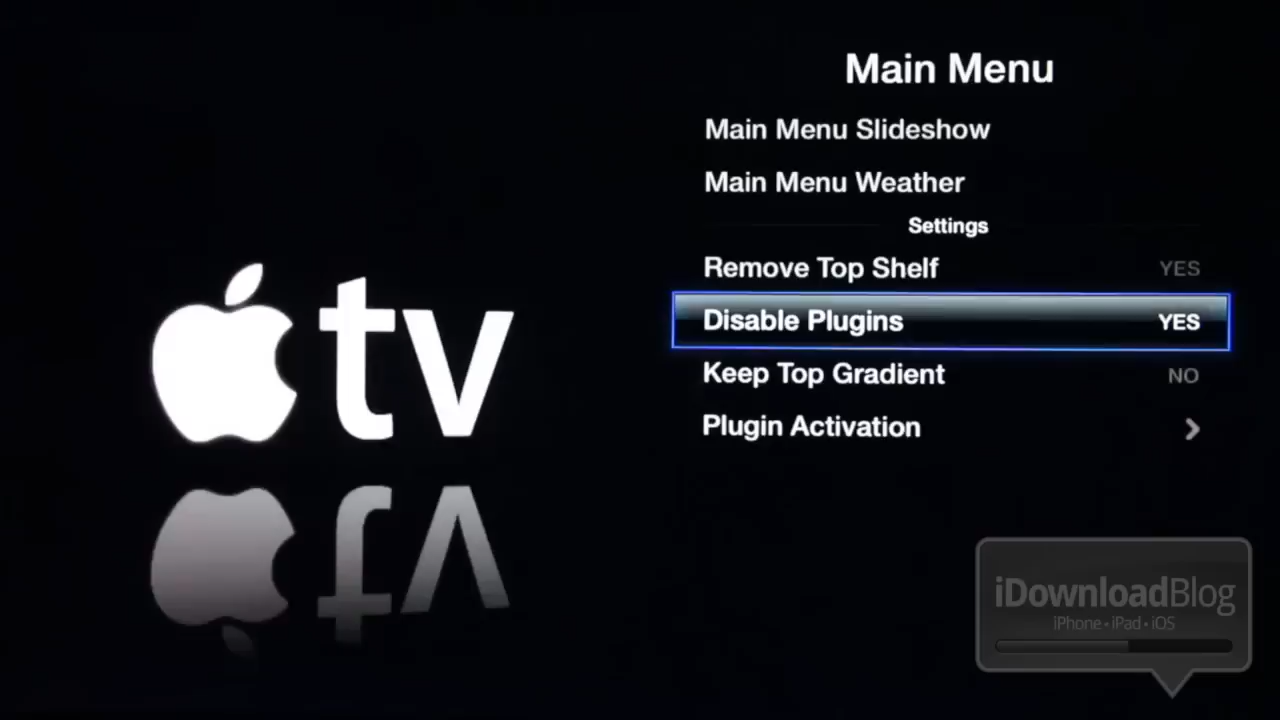 Main Menu
Main Menu Slideshow
Main Menu Weather
Settings
Remove Top Shelf YES
Disable Plugins YES
Keep Top Gradient NO
Plugin Activation
tv
iDownloadBlog
iPhone • iPad • iOS